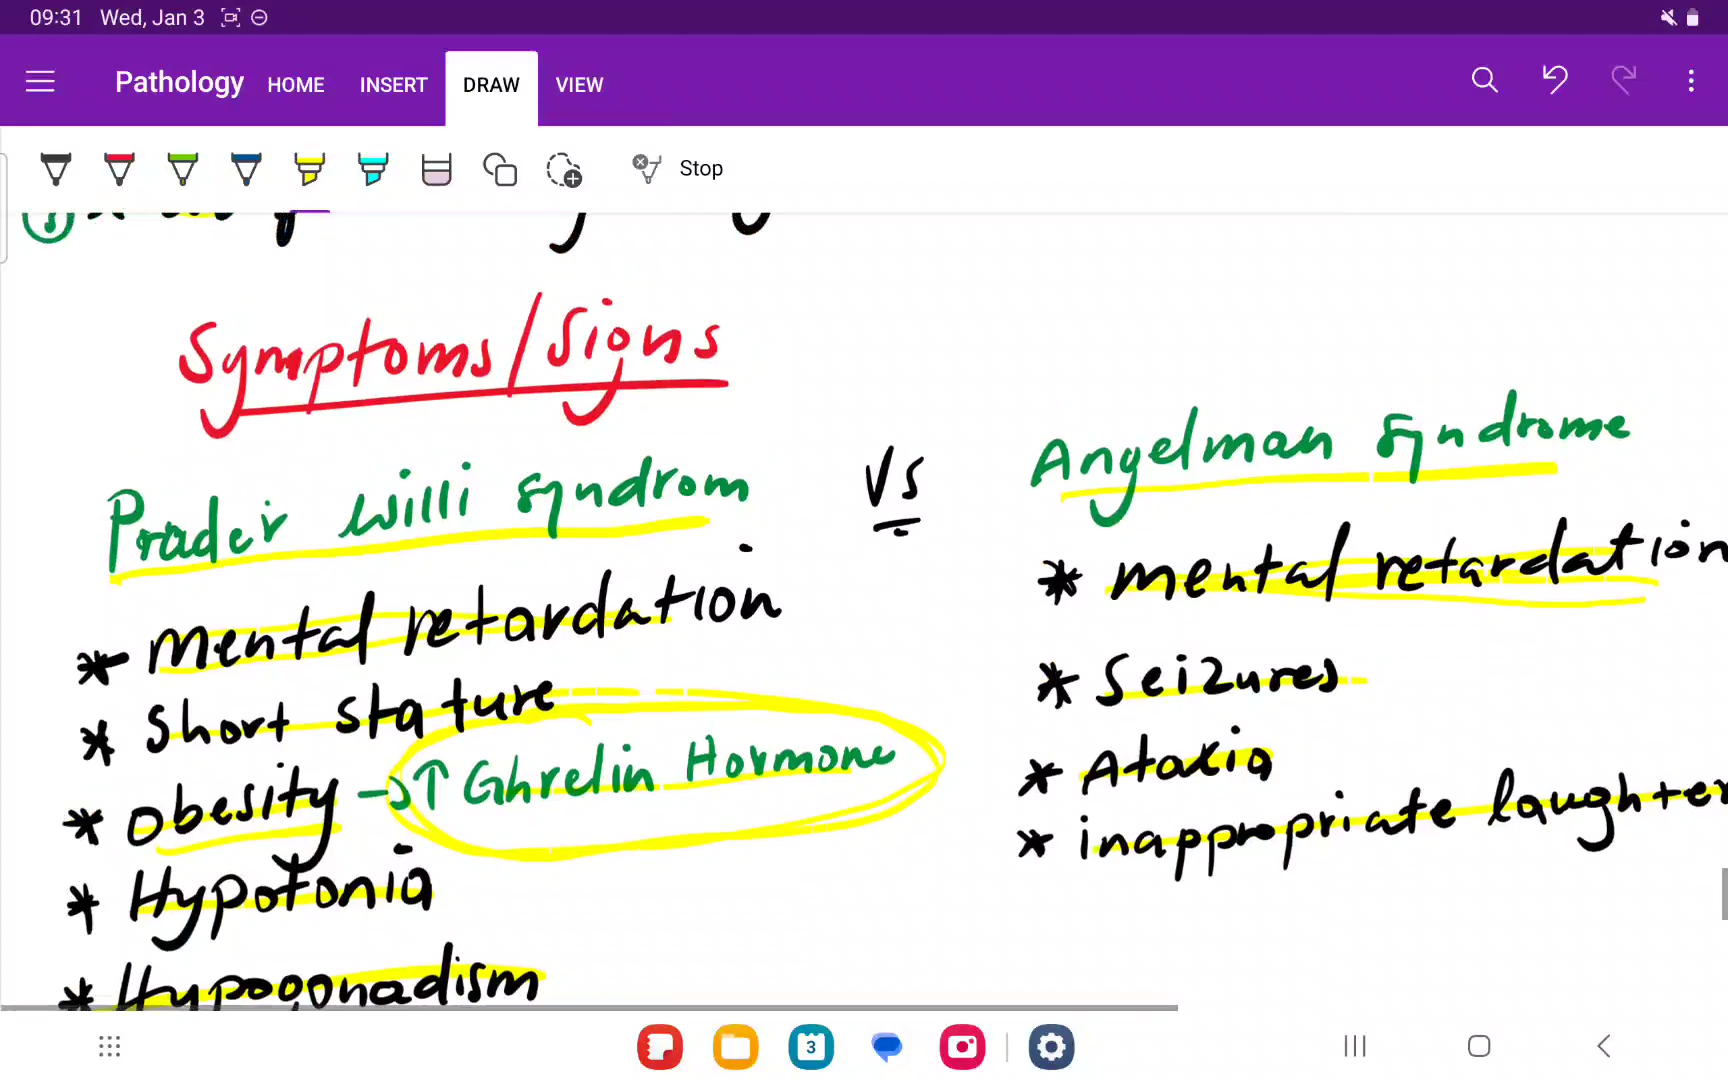 09:31 Wed, Jan 3
Pathology HOME INSERT DRAW VIEW
Stop
Symptoms/Signs
Prader willi syndrom
Vs
Angelman syndrome
* mental retardation
* short stature
* obesity → ↑ Ghrelin Hormone
* Hypotonia
* Hypogonadism
* mental retardation
* Seizures
* Ataxia
* inappropriate laughter
3